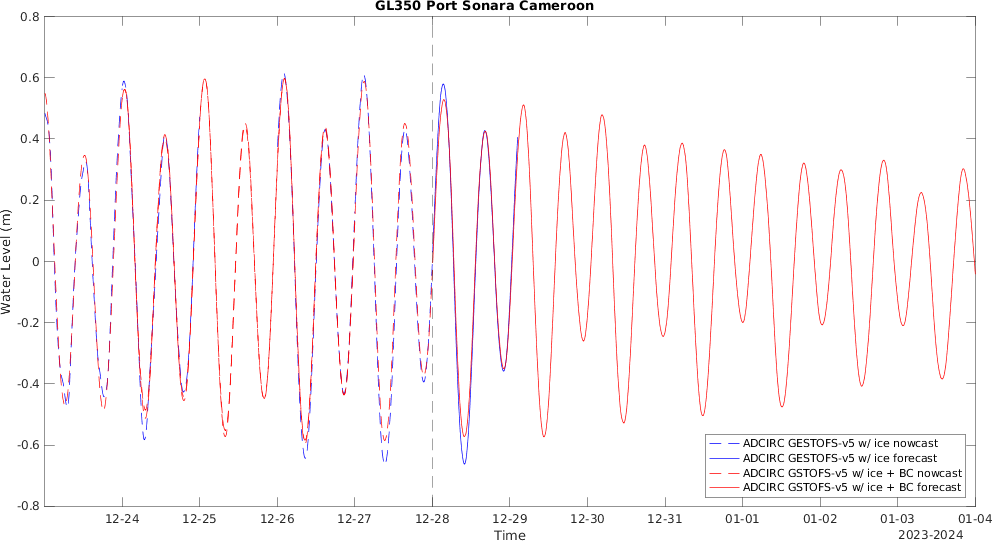 GL350 Port Sonara Cameroon
0.8
0.6
0.4
0.2
0
-0.2
-0.4
-0.6
-0.8
Water Level (m)
ADCIRC GESTOFS-v5 w/ ice nowcast
ADCIRC GESTOFS-v5 w/ ice forecast
ADCIRC GSTOFS-v5 w/ ice + BC nowcast
ADCIRC GSTOFS-v5 w/ ice + BC forecast
12-24 12-25 12-26 12-27 12-28 12-29 12-30 12-31 01-01 01-02 01-03 01-04
Time
2023-2024